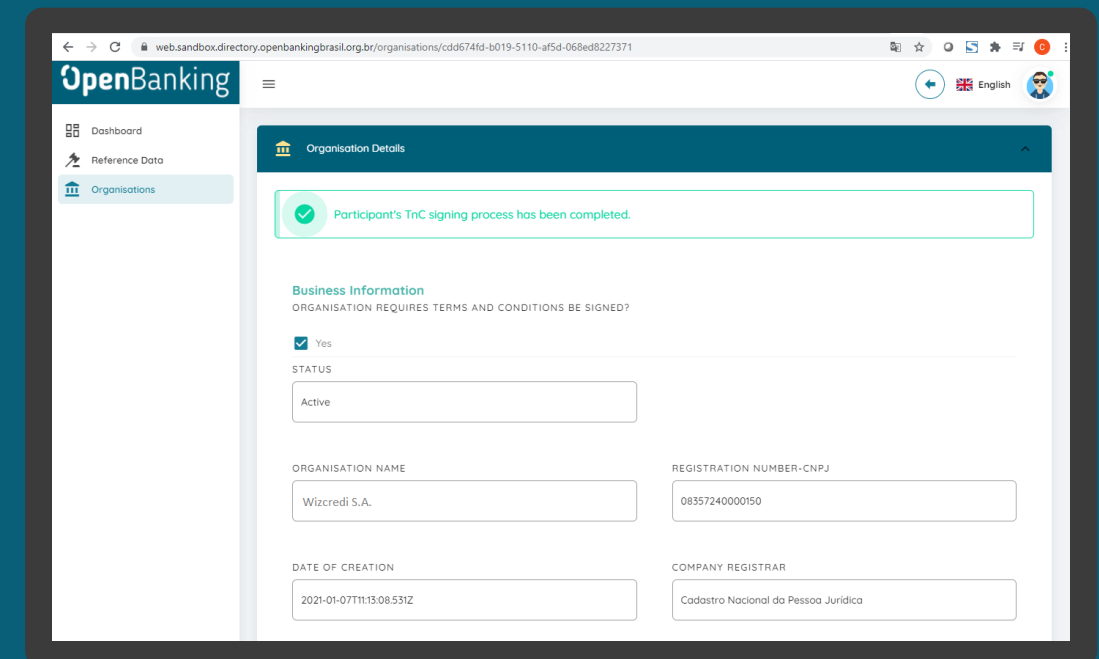 web.sandbox.directory.openbankingbrasil.org.br/organisations/cdd674fd-b019-5110-af5d-068ed8227371
C
OpenBanking
English
Dashboard
Reference Data
Organisations
Organisation Details
Participant's TnC signing process has been completed.
Business Information
ORGANISATION REQUIRES TERMS AND CONDITIONS BE SIGNED?
Yes
STATUS
Active
ORGANISATION NAME
REGISTRATION NUMBER-CNPJ
Wizcredi S.A.
08357240000150
DATE OF CREATION
COMPANY REGISTRAR
2021-01-07T11:13:08.531Z
Cadastro Nacional da Pessoa Jurídica